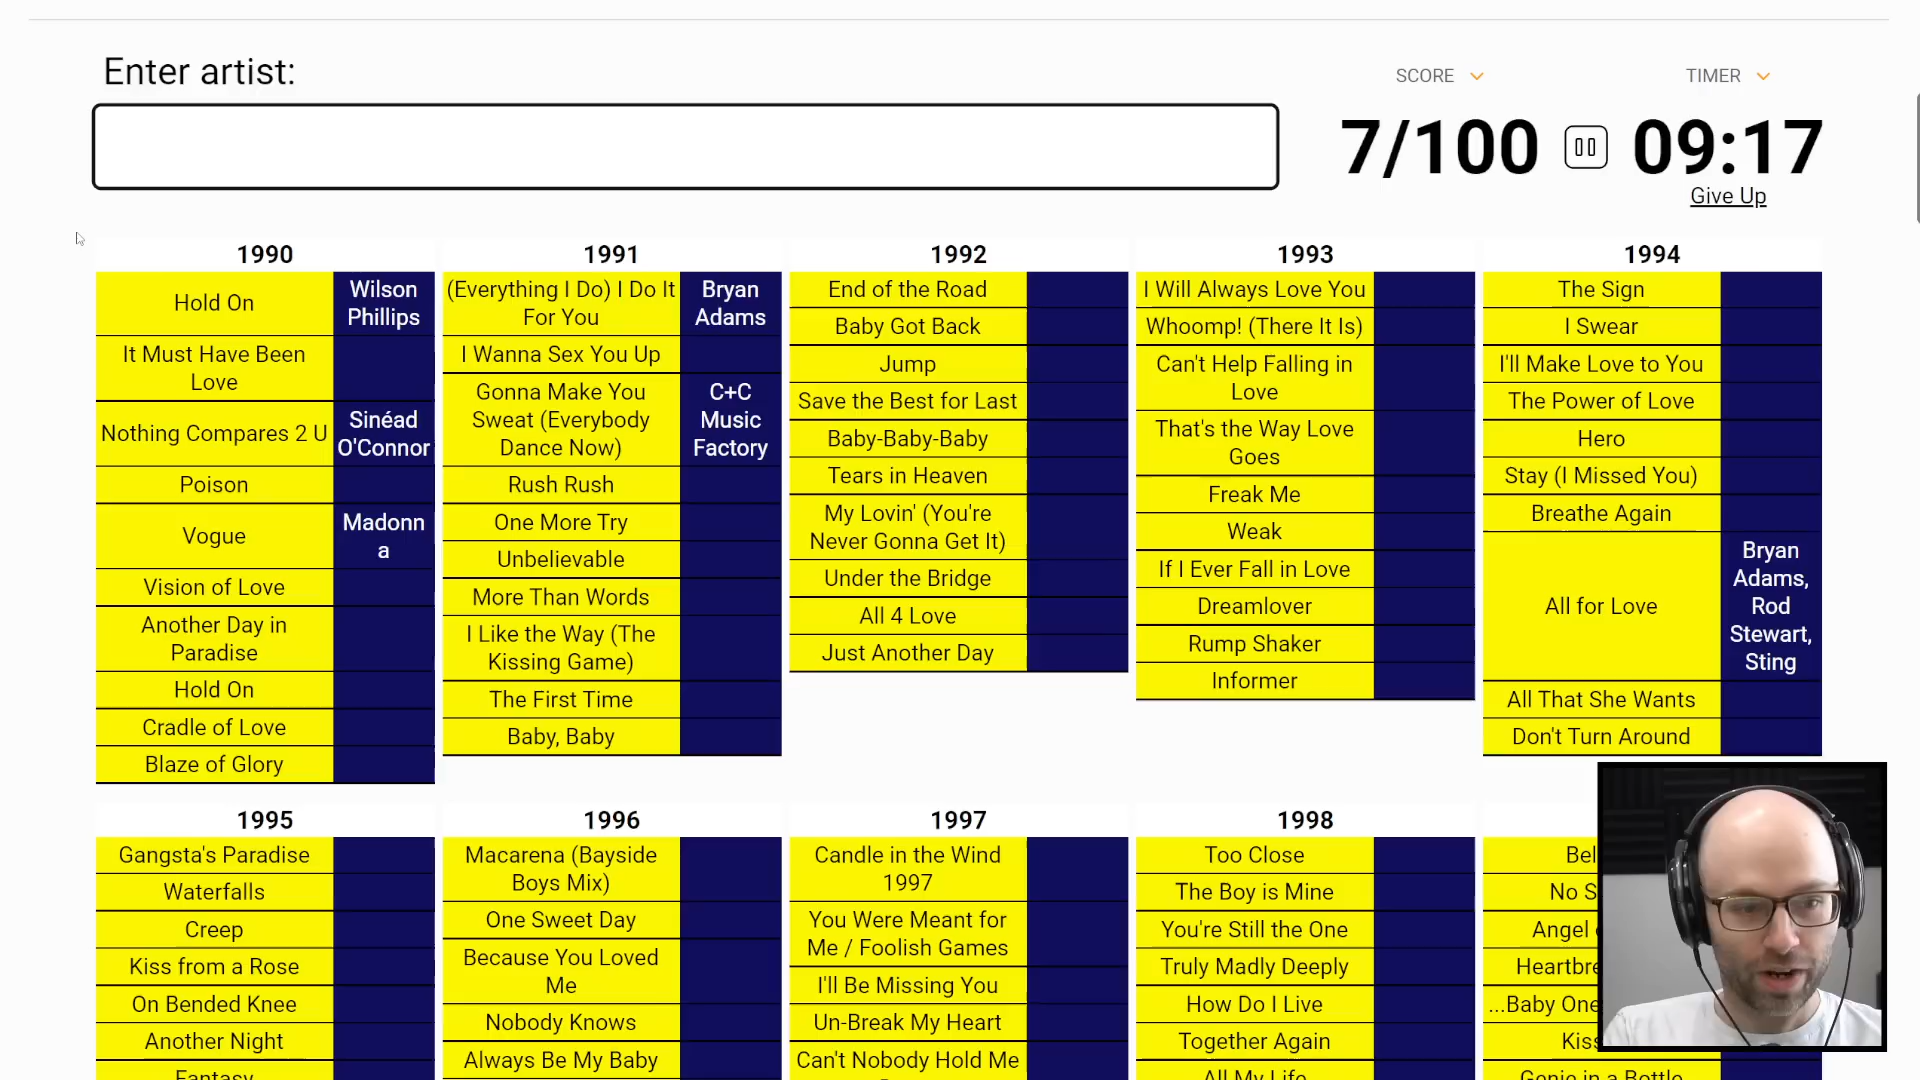 Enter artist:
SCORE
TIMER
7/100
09:17
Give Up
1990
Hold On
Wilson
Phillips
It Must Have Been
Love
Nothing Compares 2 U
Sinéad
O'Connor
Poison
Vogue
Madonn
a
Vision of Love
Another Day in
Paradise
Hold On
Cradle of Love
Blaze of Glory
1991
(Everything I Do) I Do It
For You
Bryan
Adams
I Wanna Sex You Up
Gonna Make You
Sweat (Everybody
Dance Now)
C+C
Music
Factory
Rush Rush
One More Try
Unbelievable
More Than Words
I Like the Way (The
Kissing Game)
The First Time
Baby, Baby
1992
End of the Road
Baby Got Back
Jump
Save the Best for Last
Baby-Baby-Baby
Tears in Heaven
My Lovin' (You're
Never Gonna Get It)
Under the Bridge
All 4 Love
Just Another Day
1993
I Will Always Love You
Whoomp! (There It Is)
Can't Help Falling in
Love
That's the Way Love
Goes
Freak Me
Weak
If I Ever Fall in Love
Dreamlover
Rump Shaker
Informer
1994
The Sign
I Swear
I'll Make Love to You
The Power of Love
Hero
Stay (I Missed You)
Breathe Again
All for Love
Bryan
Adams,
Rod
Stewart,
Sting
All That She Wants
Don't Turn Around
1995
Gangsta's Paradise
Waterfalls
Creep
Kiss from a Rose
On Bended Knee
Another Night
Fantasy
1996
Macarena (Bayside
Boys Mix)
One Sweet Day
Because You Loved
Me
Nobody Knows
Always Be My Baby
1997
Candle in the Wind
1997
You Were Meant for
Me / Foolish Games
I'll Be Missing You
Un-Break My Heart
Can't Nobody Hold Me
1998
Too Close
The Boy is Mine
You're Still the One
Truly Madly Deeply
How Do I Live
Together Again
All My Life
Bel
No S
Angel
Heartbre
...Baby One
Kiss
Genie in a Bottle